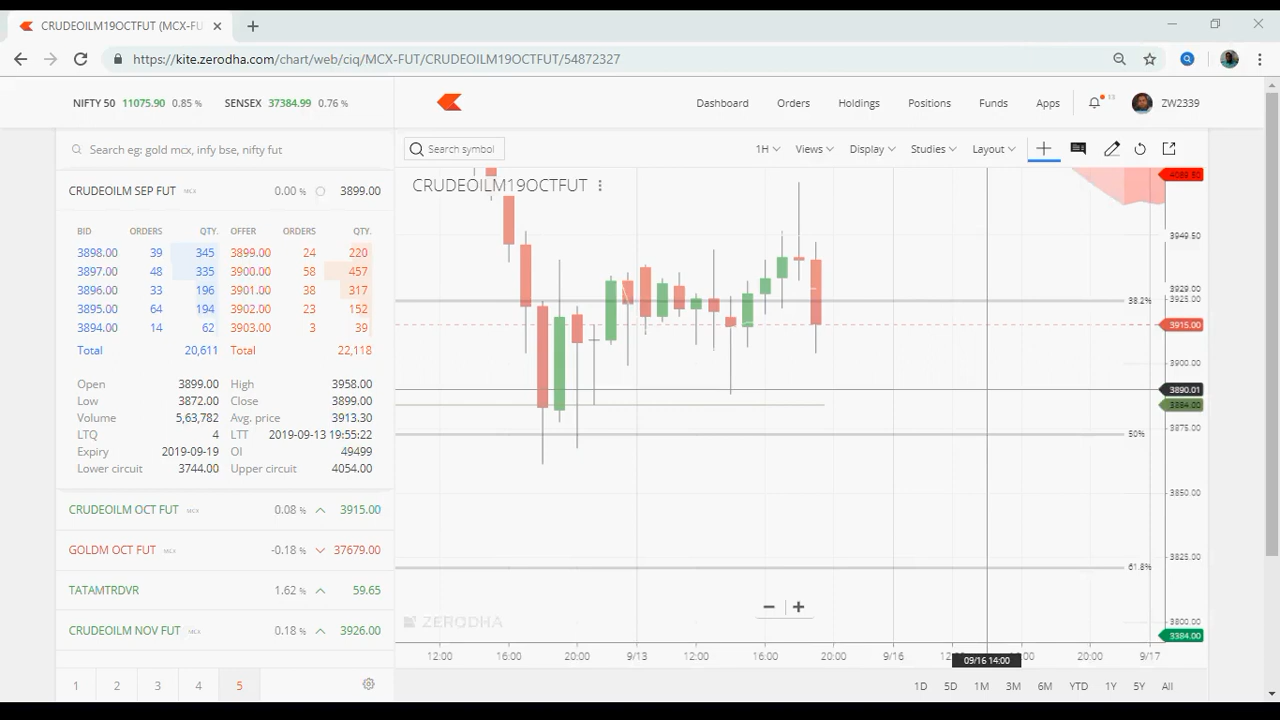 CRUDEOILM19OCTFUT (MCX-FU
https://kite.zerodha.com/chart/web/ciq/MCX-FUT/CRUDEOILM19OCTFUT/54872327
NIFTY 50 11075.90 0.85 % SENSEX 37384.99 0.76 %
Dashboard Orders Holdings Positions Funds Apps 13 ZW2339
Search eg: gold mcx, infy bse, nifty fut
Search symbol 1H Views Display Studies Layout
CRUDEOILM SEP FUT MCX 0.00 % 3899.00
BID ORDERS QTY. OFFER ORDERS QTY.
3898.00 39 345 3899.00 24 220
3897.00 48 335 3900.00 58 457
3896.00 33 196 3901.00 38 317
3895.00 64 194 3902.00 23 152
3894.00 14 62 3903.00 3 39
Total 20,611 Total 22,118
Open 3899.00 High 3958.00
Low 3872.00 Close 3899.00
Volume 5,63,782 Avg. price 3913.30
LTQ 4 LTT 2019-09-13 19:55:22
Expiry 2019-09-19 OI 49499
Lower circuit 3744.00 Upper circuit 4054.00
CRUDEOILM OCT FUT MCX 0.08 % 3915.00
GOLDM OCT FUT MCX -0.18 % 37679.00
TATAMTRDVR 1.62 % 59.65
CRUDEOILM NOV FUT MCX 0.18 % 3926.00
1 2 3 4 5
CRUDEOILM19OCTFUT
4089.50
3949.50
3929.00
38.2% 3925.00
3915.00
3900.00
3890.01
3884.00
3875.00
50%
3850.00
3825.00
61.8%
3800.00
3384.00
ZERODHA
12:00 16:00 20:00 9/13 12:00 16:00 20:00 9/16 20:00 9/17
09/16 14:00
1D 5D 1M 3M 6M YTD 1Y 5Y All